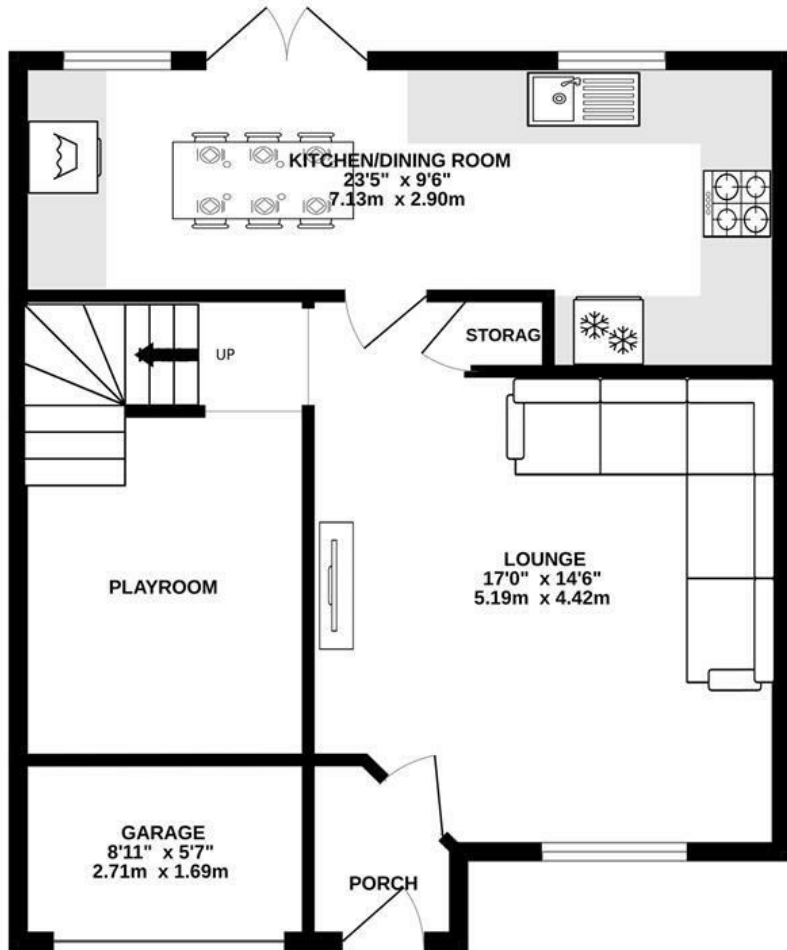 KITCHEN/DINING ROOM
23'5" x 9'6"
7.13m x 2.90m
STORAG
UP
LOUNGE
17'0" x 14'6"
5.19m x 4.42m
PLAYROOM
GARAGE
8'11" x 5'7"
2.71m x 1.69m
PORCH